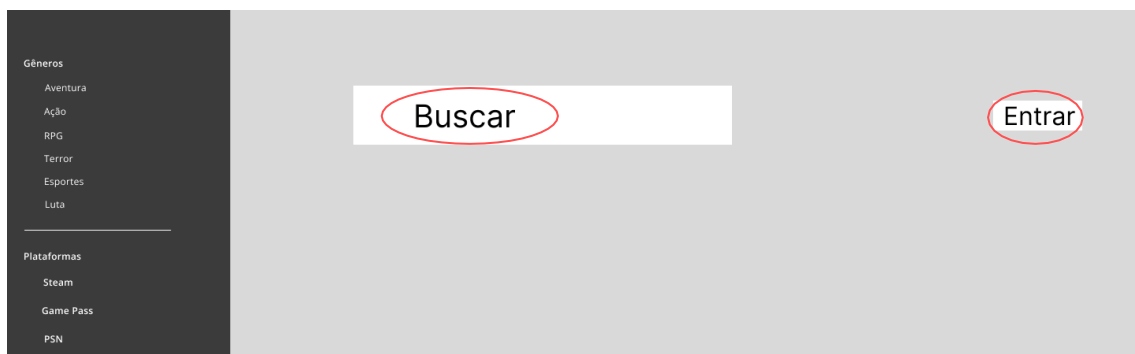 Gêneros
Aventura
Ação
RPG
Terror
Esportes
Luta
Plataformas
Steam
Game Pass
PSN
Buscar
Entrar